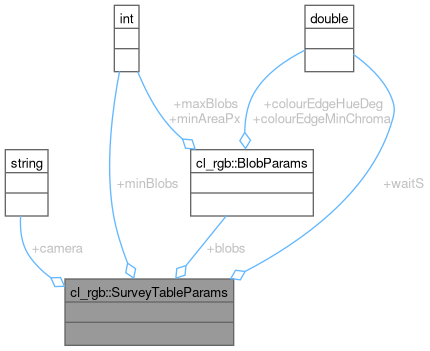 int
double
+maxBlobs
+minAreaPx
+colourEdgeHueDeg
+colourEdgeMinChroma
string
cl_rgb::BlobParams
+minBlobs
+waitS
+camera
+blobs
cl_rgb::SurveyTableParams